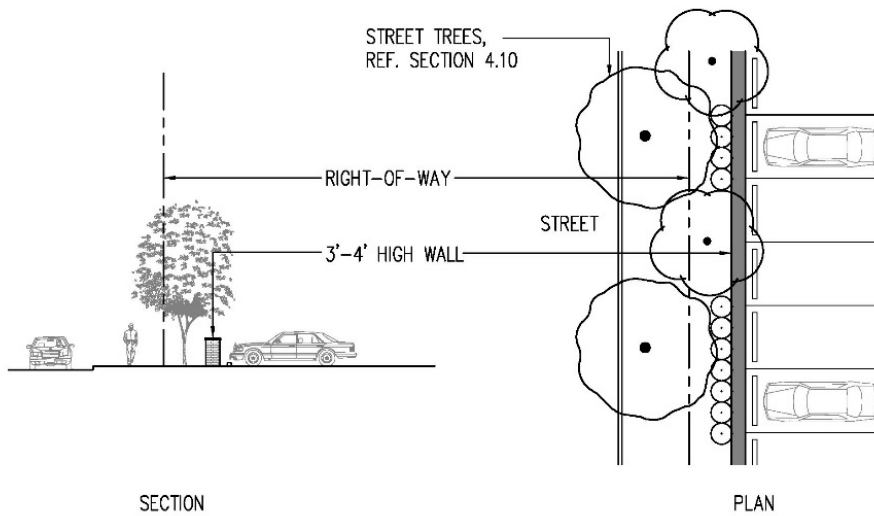 STREET TREES,
REF. SECTION 4.10
RIGHT-OF-WAY
STREET
3'-4' HIGH WALL
SECTION
PLAN